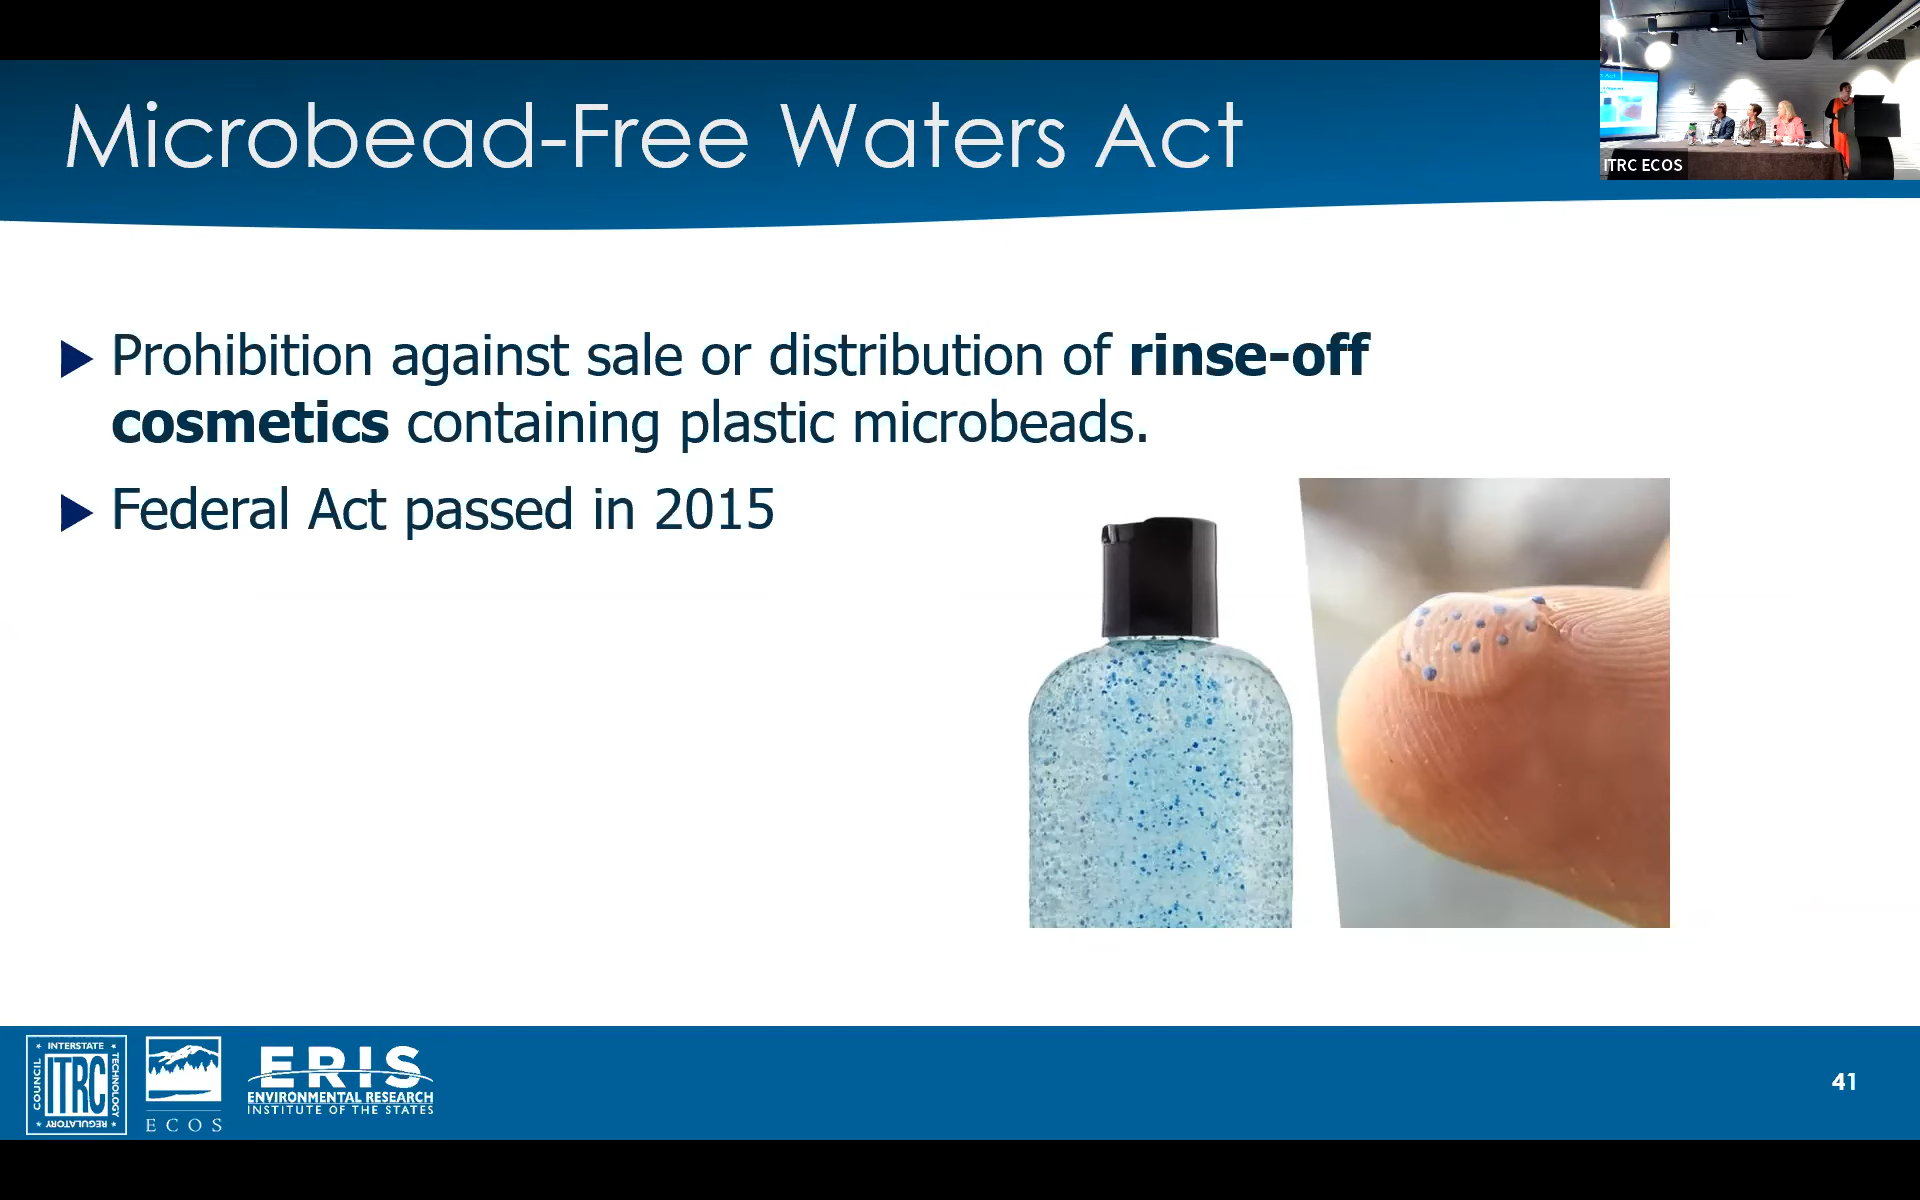 Microbead-Free Waters Act
ITRC ECOS
Prohibition against sale or distribution of rinse-off
cosmetics containing plastic microbeads.
Federal Act passed in 2015
INTERSTATE
COUNCIL
ITRC
TECHNOLOGY
REGULATORY
ECOS
ERIS
ENVIRONMENTAL RESEARCH
INSTITUTE OF THE STATES
41